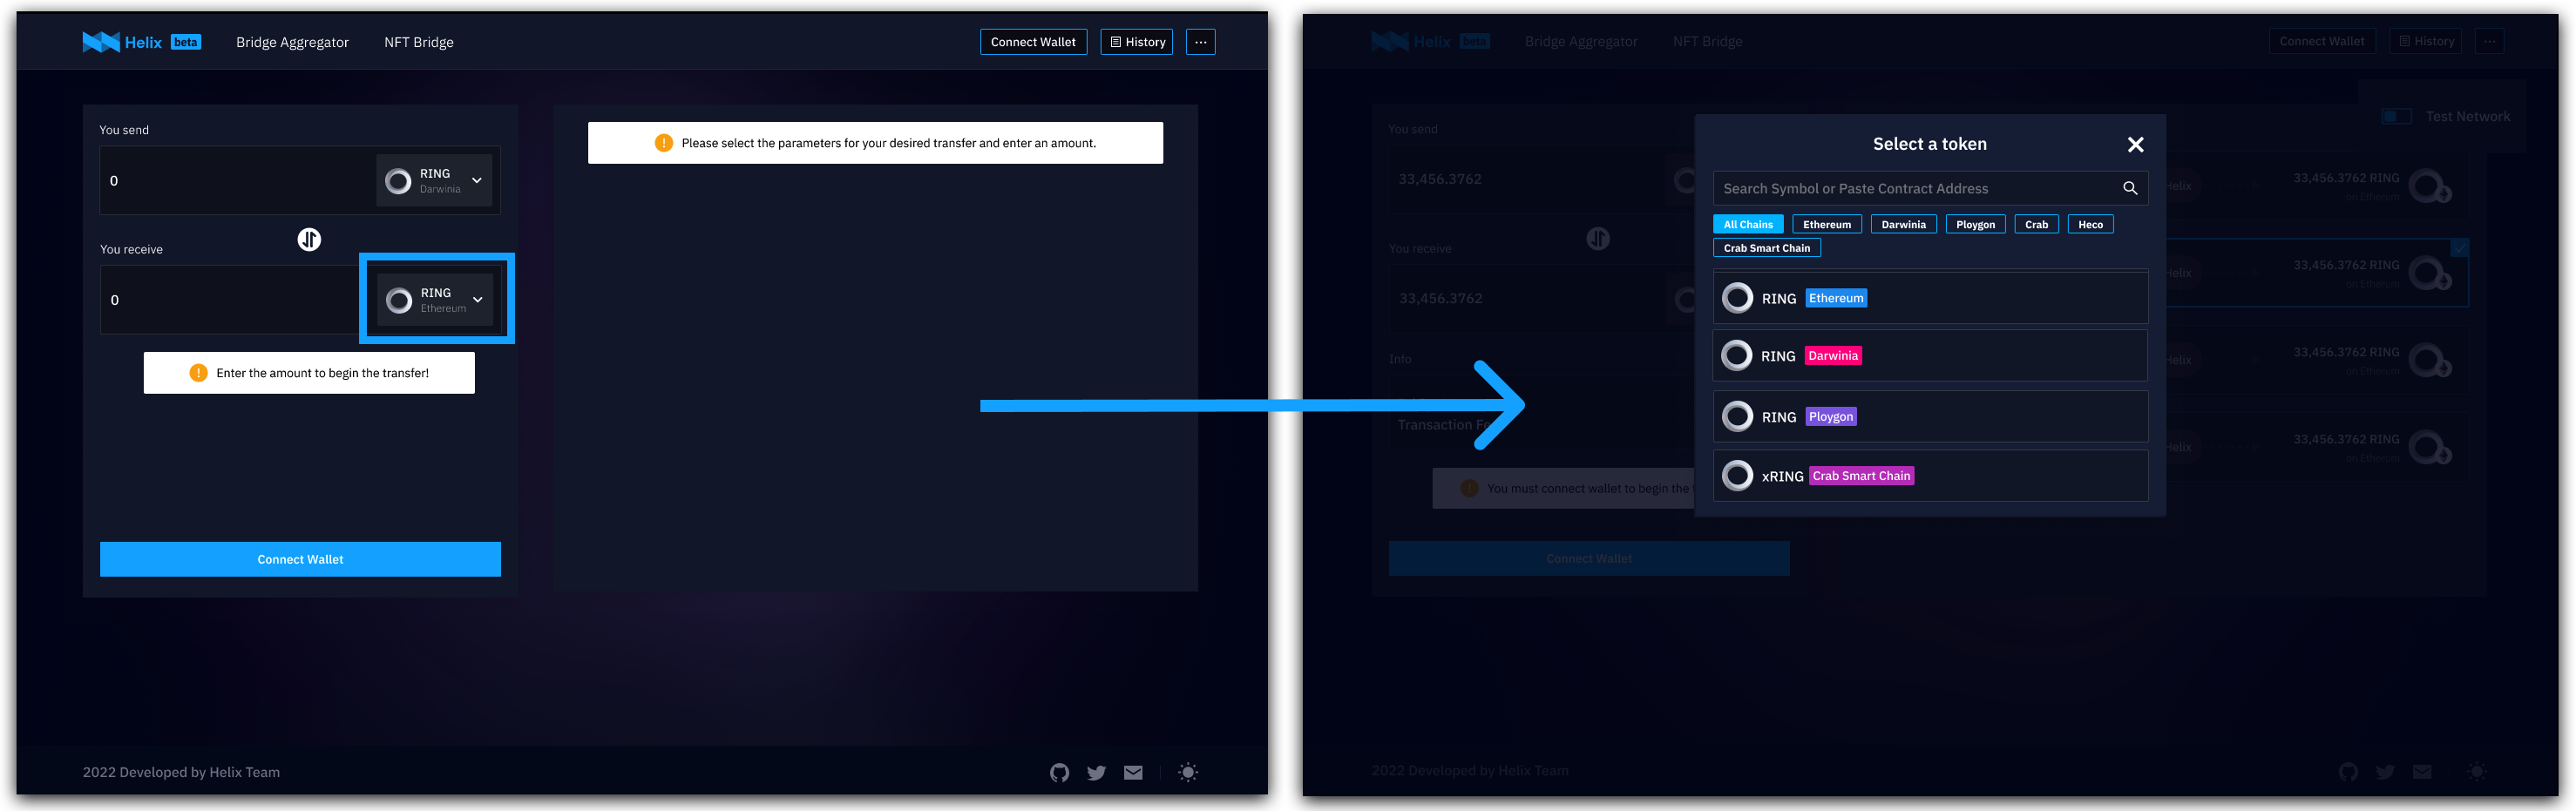 Helix beta
Bridge Aggregator
NFT Bridge
Connect Wallet
History
You send
0
RING
Darwinia
You receive
0
RING
Ethereum
Enter the amount to begin the transfer!
Connect Wallet
Please select the parameters for your desired transfer and enter an amount.
2022 Developed by Helix Team
Helix beta
Bridge Aggregator
NFT Bridge
Connect Wallet
History
Test Network
You send
33,456.3762
You receive
33,456.3762
Info
Transaction
You must connect wallet to begin the
Connect Wallet
Select a token
Search Symbol or Paste Contract Address
All Chains
Ethereum
Darwinia
Ploygon
Crab
Heco
Crab Smart Chain
RING Ethereum
RING Darwinia
RING Ploygon
xRING Crab Smart Chain
33,456.3762 RING
on Ethereum
33,456.3762 RING
on Ethereum
33,456.3762 RING
on Ethereum
33,456.3762 RING
on Ethereum
2022 Developed by Helix Team